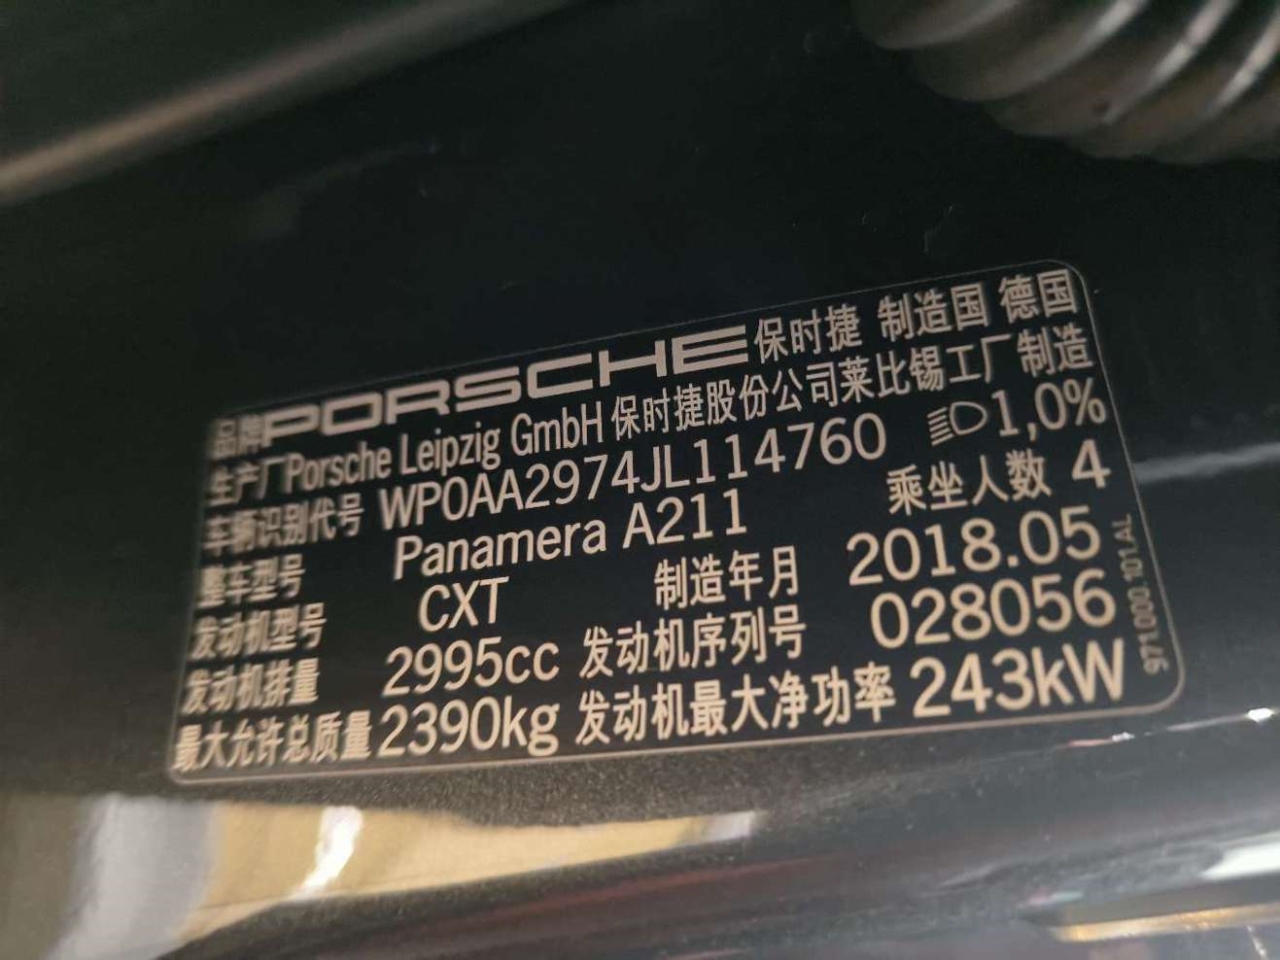 品牌 PORSCHE 保时捷 制造国 德国
生产厂 Porsche Leipzig GmbH 保时捷股份公司莱比锡工厂制造
车辆识别代号 WP0AA2974JL114760 1,0%
整车型号 Panamera A211 乘坐人数 4
发动机型号 CXT 制造年月 2018.05
发动机排量 2995cc 发动机序列号 028056
最大允许总质量 2390kg 发动机最大净功率 243kW
971.000.101.AL